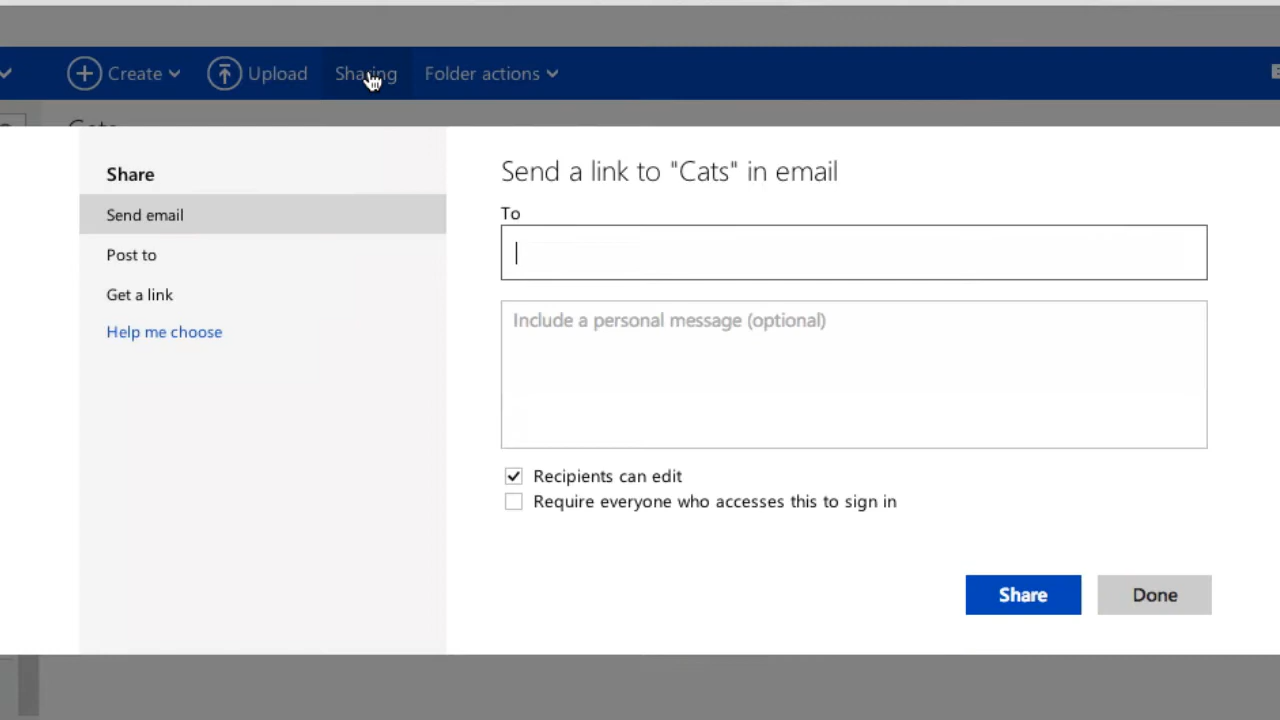 Create
Upload
Sharing
Folder actions
Share
Send email
Post to
Get a link
Help me choose
Send a link to "Cats" in email
To
Include a personal message (optional)
Recipients can edit
Require everyone who accesses this to sign in
Share
Done